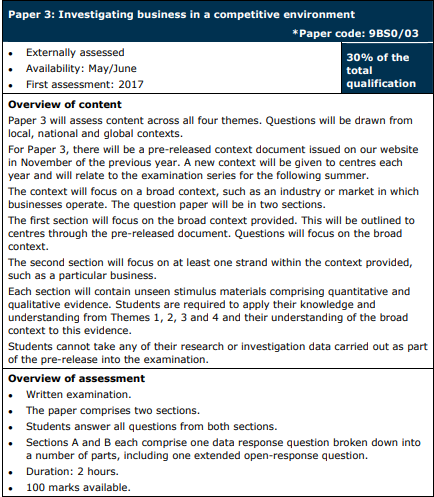 Paper 3: Investigating business in a competitive environment
*Paper code: 9BS0/03
• Externally assessed
• Availability: May/June
• First assessment: 2017
30% of the
total
qualification
Overview of content
Paper 3 will assess content across all four themes. Questions will be drawn from
local, national and global contexts.
For Paper 3, there will be a pre-released context document issued on our website
in November of the previous year. A new context will be given to centres each
year and will relate to the examination series for the following summer.
The context will focus on a broad context, such as an industry or market in which
businesses operate. The question paper will be in two sections.
The first section will focus on the broad context provided. This will be outlined to
centres through the pre-released document. Questions will focus on the broad
context.
The second section will focus on at least one strand within the context provided,
such as a particular business.
Each section will contain unseen stimulus materials comprising quantitative and
qualitative evidence. Students are required to apply their knowledge and
understanding from Themes 1, 2, 3 and 4 and their understanding of the broad
context to this evidence.
Students cannot take any of their research or investigation data carried out as part
of the pre-release into the examination.
Overview of assessment
• Written examination.
• The paper comprises two sections.
• Students answer all questions from both sections.
• Sections A and B each comprise one data response question broken down into
a number of parts, including one extended open-response question.
• Duration: 2 hours.
• 100 marks available.